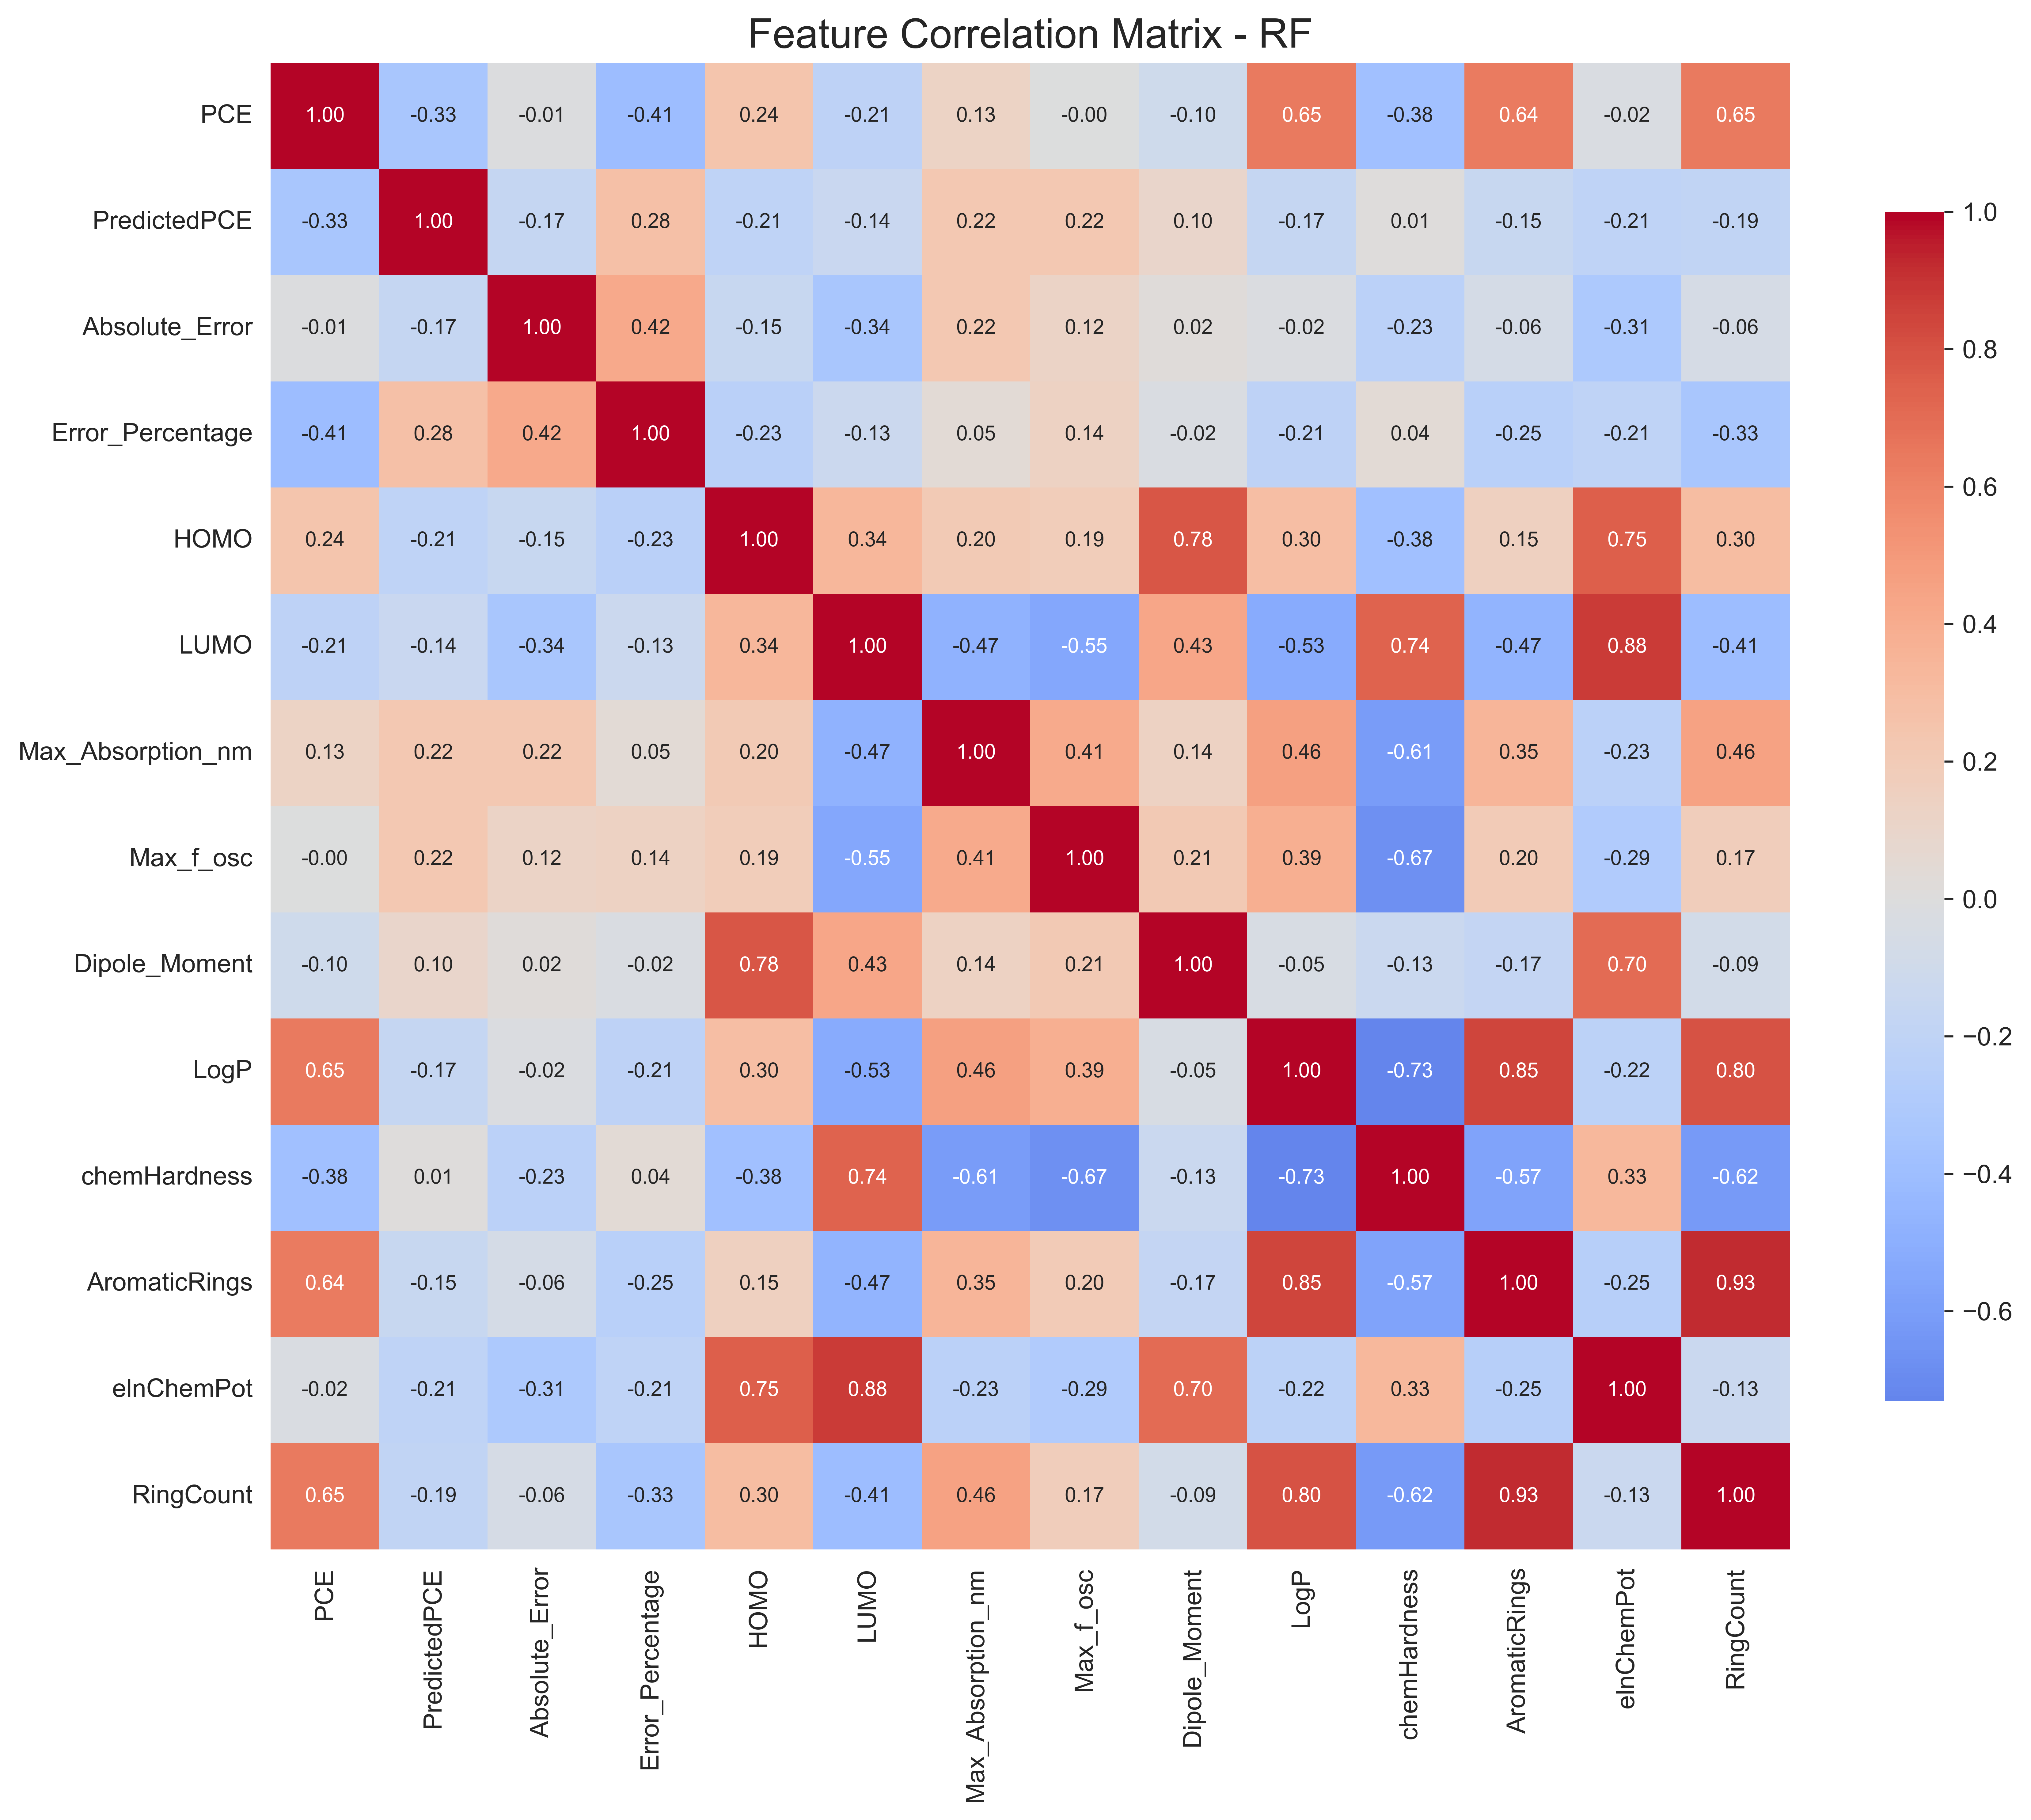 Feature Correlation Matrix - RF
PCE 1.00 -0.33 -0.01 -0.41 0.24 -0.21 0.13 -0.00 -0.10 0.65 -0.38 0.64 -0.02 0.65
PredictedPCE -0.33 1.00 -0.17 0.28 -0.21 -0.14 0.22 0.22 0.10 -0.17 0.01 -0.15 -0.21 -0.19
Absolute_Error -0.01 -0.17 1.00 0.42 -0.15 -0.34 0.22 0.12 0.02 -0.02 -0.23 -0.06 -0.31 -0.06
Error_Percentage -0.41 0.28 0.42 1.00 -0.23 -0.13 0.05 0.14 -0.02 -0.21 0.04 -0.25 -0.21 -0.33
HOMO 0.24 -0.21 -0.15 -0.23 1.00 0.34 0.20 0.19 0.78 0.30 -0.38 0.15 0.75 0.30
LUMO -0.21 -0.14 -0.34 -0.13 0.34 1.00 -0.47 -0.55 0.43 -0.53 0.74 -0.47 0.88 -0.41
Max_Absorption_nm 0.13 0.22 0.22 0.05 0.20 -0.47 1.00 0.41 0.14 0.46 -0.61 0.35 -0.23 0.46
Max_f_osc -0.00 0.22 0.12 0.14 0.19 -0.55 0.41 1.00 0.21 0.39 -0.67 0.20 -0.29 0.17
Dipole_Moment -0.10 0.10 0.02 -0.02 0.78 0.43 0.14 0.21 1.00 -0.05 -0.13 -0.17 0.70 -0.09
LogP 0.65 -0.17 -0.02 -0.21 0.30 -0.53 0.46 0.39 -0.05 1.00 -0.73 0.85 -0.22 0.80
chemHardness -0.38 0.01 -0.23 0.04 -0.38 0.74 -0.61 -0.67 -0.13 -0.73 1.00 -0.57 0.33 -0.62
AromaticRings 0.64 -0.15 -0.06 -0.25 0.15 -0.47 0.35 0.20 -0.17 0.85 -0.57 1.00 -0.25 0.93
elnChemPot -0.02 -0.21 -0.31 -0.21 0.75 0.88 -0.23 -0.29 0.70 -0.22 0.33 -0.25 1.00 -0.13
RingCount 0.65 -0.19 -0.06 -0.33 0.30 -0.41 0.46 0.17 -0.09 0.80 -0.62 0.93 -0.13 1.00
PCE
PredictedPCE
Absolute_Error
Error_Percentage
HOMO
LUMO
Max_Absorption_nm
Max_f_osc
Dipole_Moment
LogP
chemHardness
AromaticRings
elnChemPot
RingCount
1.0
0.8
0.6
0.4
0.2
0.0
−0.2
−0.4
−0.6